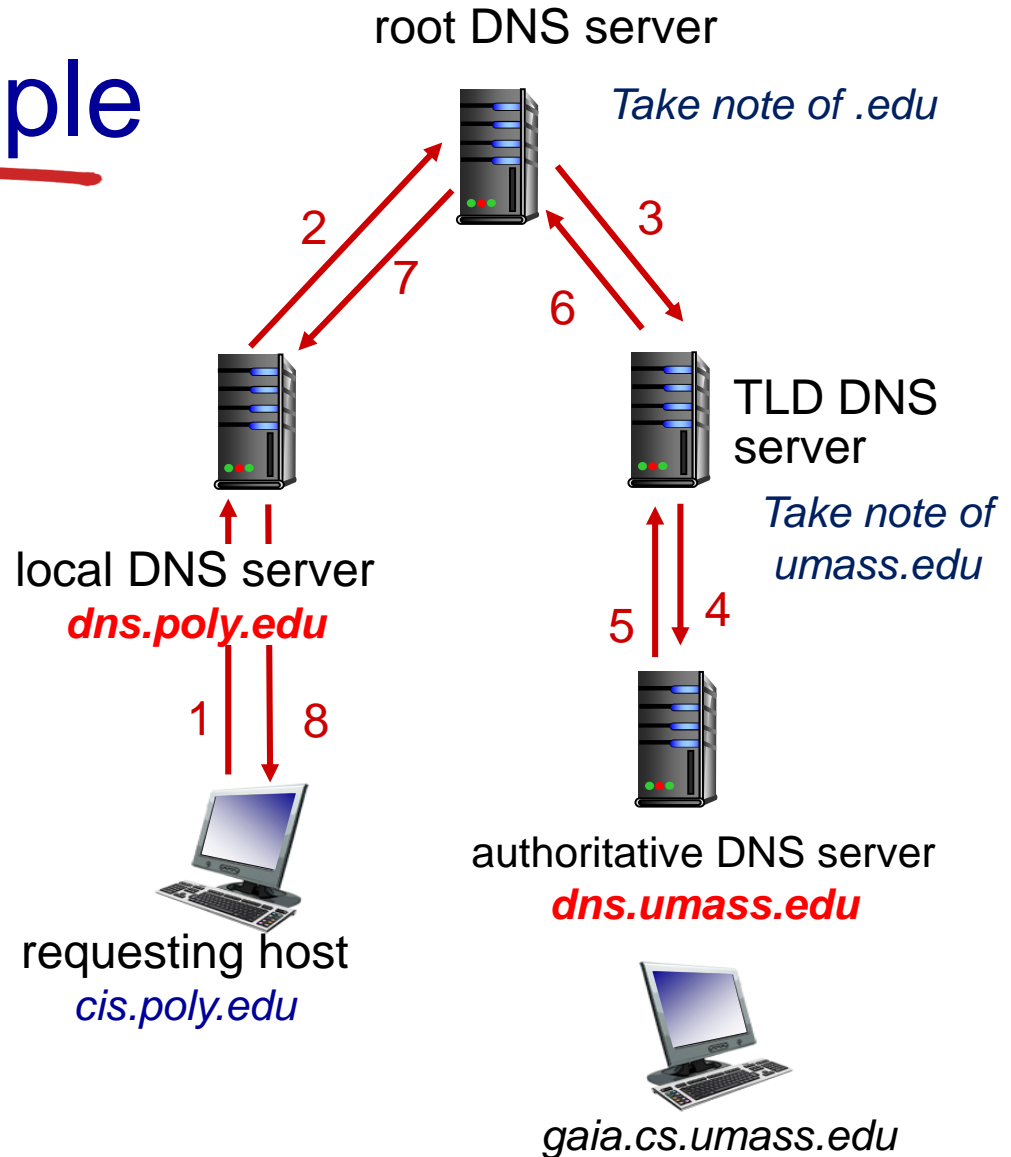 root DNS server
ple
Take note of .edu
2
3
7
6
TLD DNS
server
Take note of
umass.edu
local DNS server
dns.poly.edu
5
4
1
8
authoritative DNS server
dns.umass.edu
requesting host
cis.poly.edu
gaia.cs.umass.edu